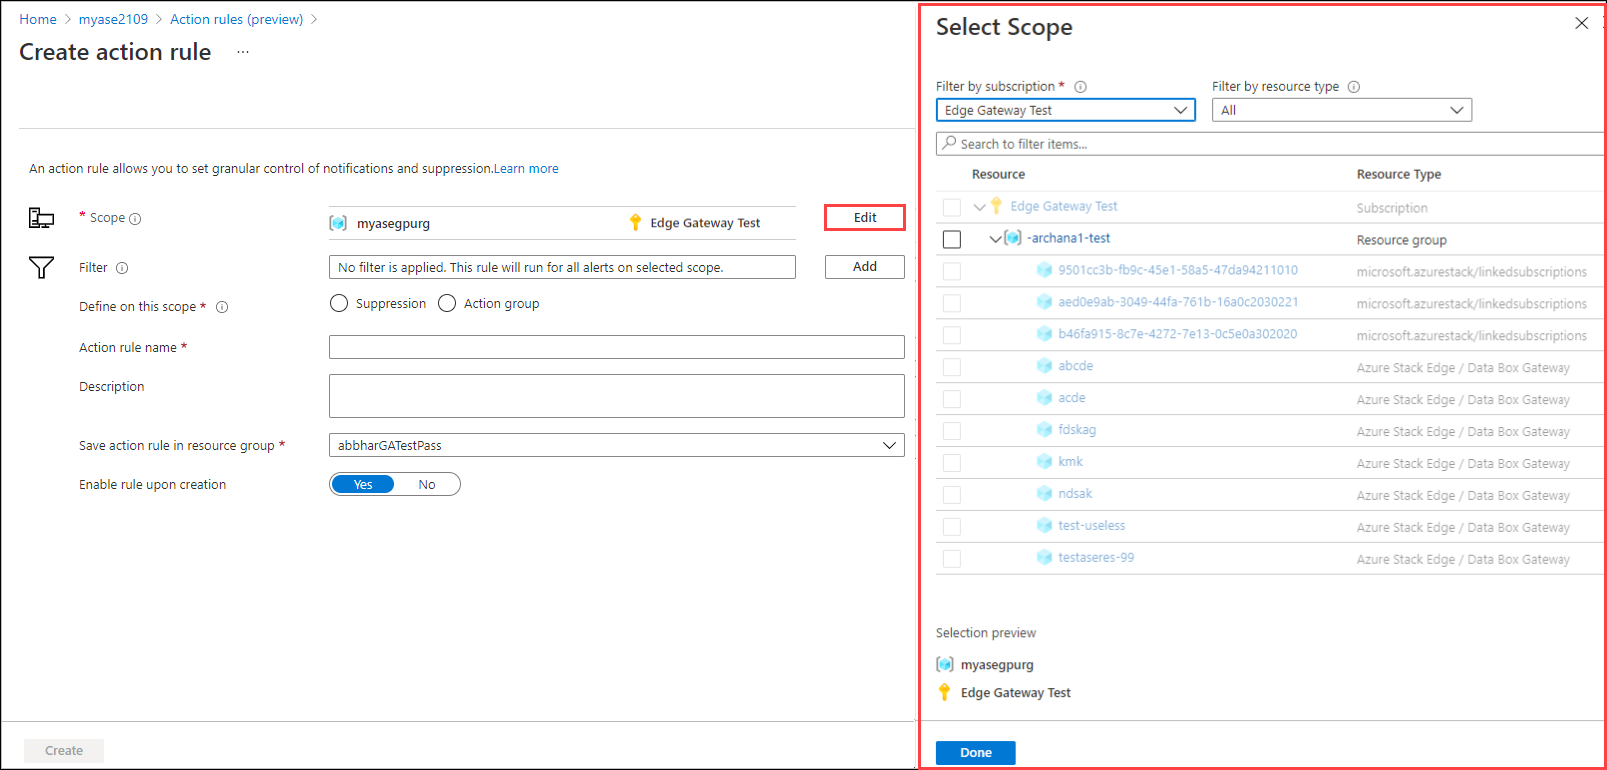 Home > myase2109 > Action rules (preview) >
Create action rule ...
An action rule allows you to set granular control of notifications and suppression.Learn more
* Scope
myasegpurg
Edge Gateway Test
Edit
Filter
No filter is applied. This rule will run for all alerts on selected scope.
Add
Define on this scope *
Suppression
Action group
Action rule name *
Description
Save action rule in resource group *
abbharGATestPass
Enable rule upon creation
Yes
No
Create
Select Scope
Filter by subscription *
Filter by resource type
Edge Gateway Test
All
Search to filter items...
Resource
Resource Type
Edge Gateway Test
Subscription
-archana1-test
Resource group
9501cc3b-fb9c-45e1-58a5-47da94211010
microsoft.azurestack/linkedsubscriptions
aed0e9ab-3049-44fa-761b-16a0c2030221
microsoft.azurestack/linkedsubscriptions
b46fa915-8c7e-4272-7e13-0c5e0a302020
microsoft.azurestack/linkedsubscriptions
abcde
Azure Stack Edge / Data Box Gateway
acde
Azure Stack Edge / Data Box Gateway
fdskag
Azure Stack Edge / Data Box Gateway
kmk
Azure Stack Edge / Data Box Gateway
ndsak
Azure Stack Edge / Data Box Gateway
test-useless
Azure Stack Edge / Data Box Gateway
testaseres-99
Azure Stack Edge / Data Box Gateway
Selection preview
myasegpurg
Edge Gateway Test
Done